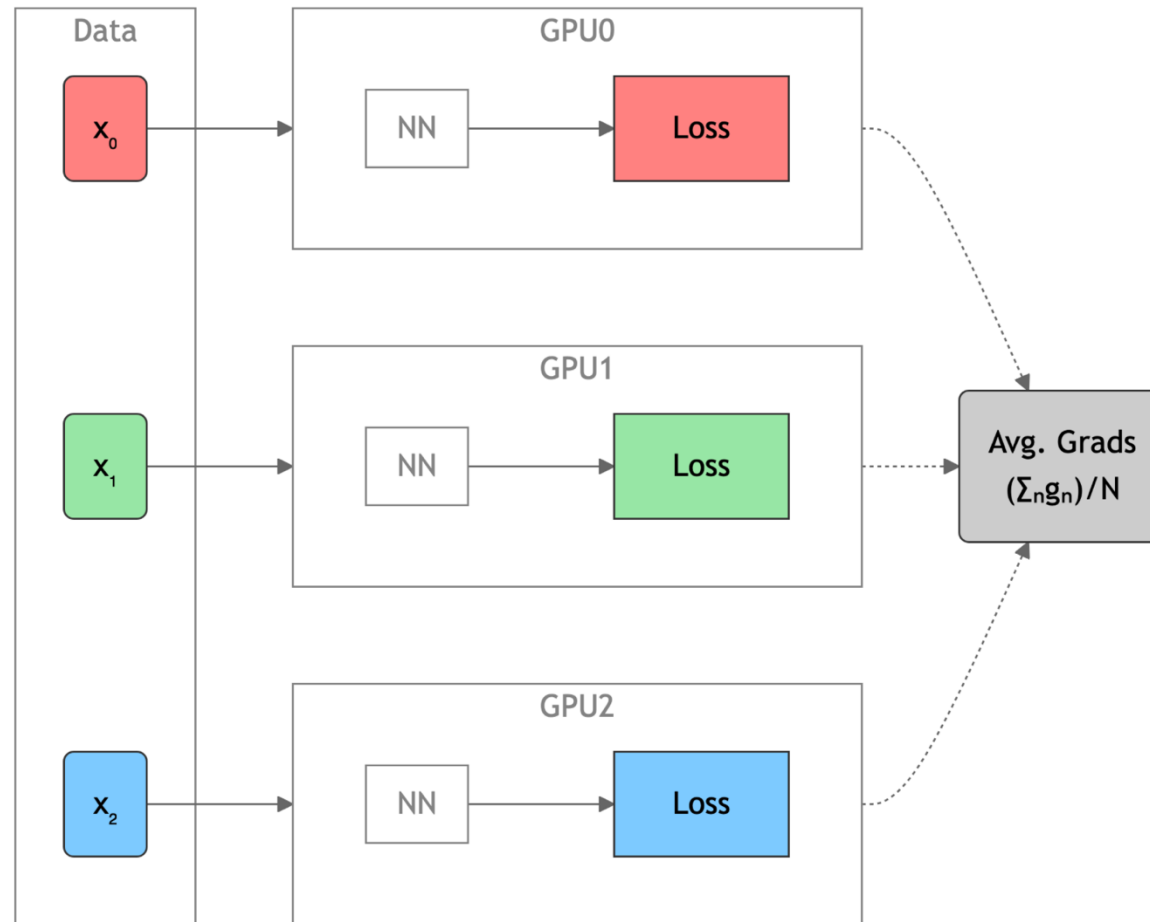 Data
x₀
x₁
x₂
GPU0
NN
Loss
GPU1
NN
Loss
GPU2
NN
Loss
Avg. Grads
(∑ₙgₙ)/N